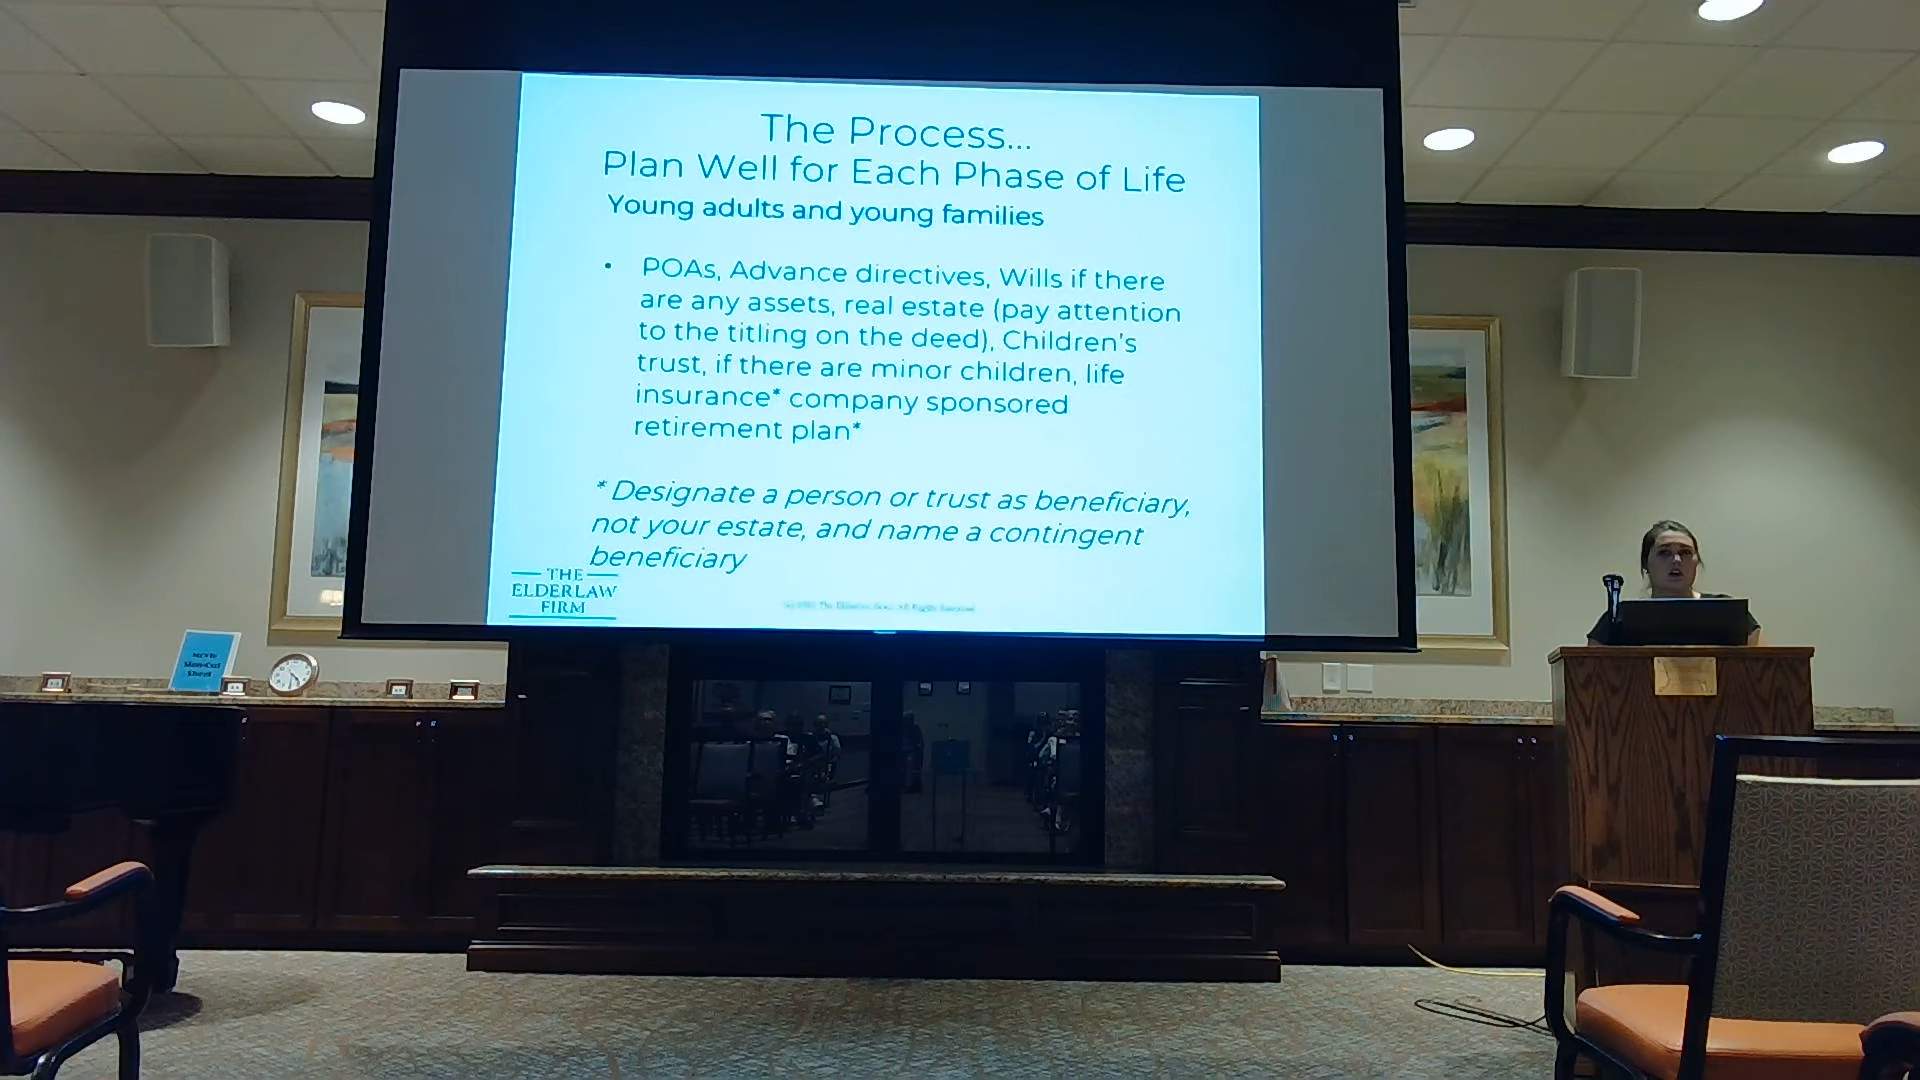 The Process...
Plan Well for Each Phase of Life
Young adults and young families
• POAs, Advance directives, Wills if there
are any assets, real estate (pay attention
to the titling on the deed), Children's
trust, if there are minor children, life
insurance* company sponsored
retirement plan*
* Designate a person or trust as beneficiary,
not your estate, and name a contingent
beneficiary
THE
ELDERLAW
FIRM